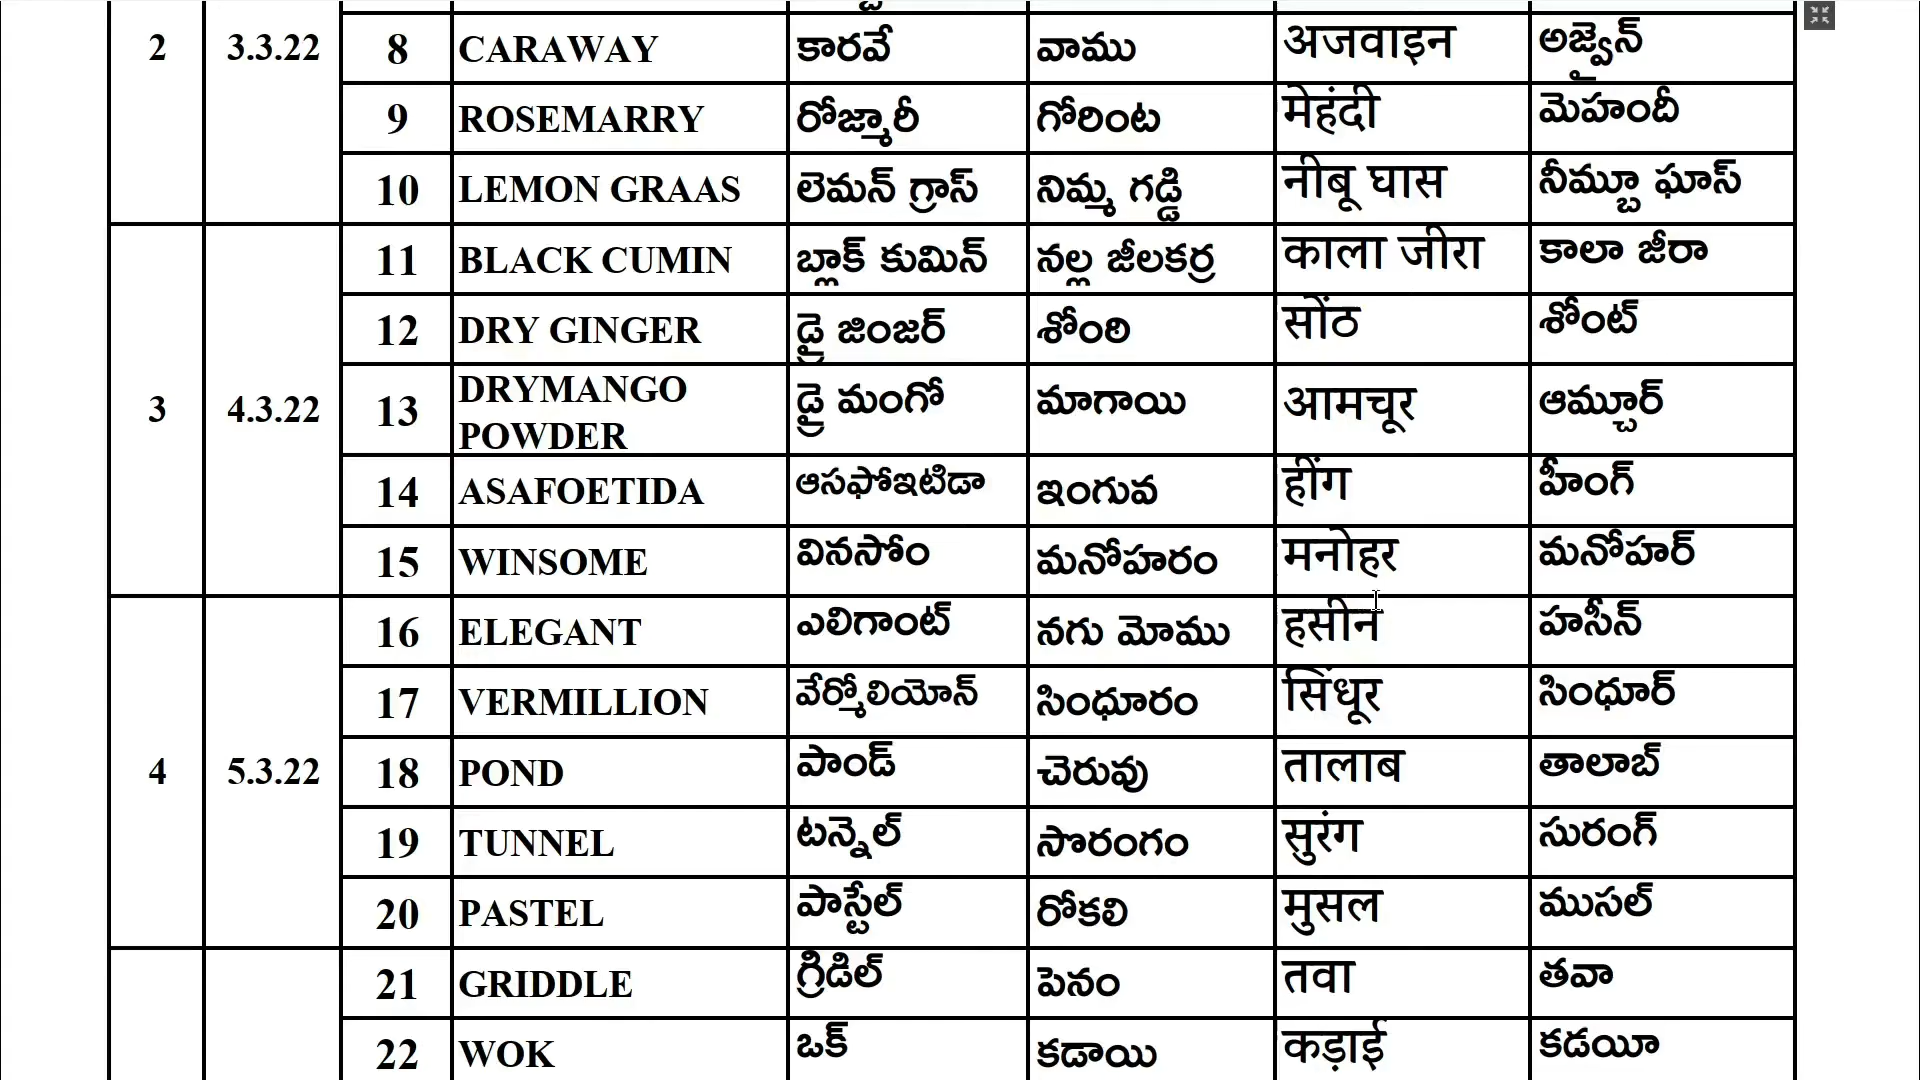 2 3.3.22 8 CARAWAY కారవే వాము अजवाइन అజ్వైన్
9 ROSEMARRY రోజ్మారీ గోరింట मेहंदी మెహందీ
10 LEMON GRAAS లెమన్ గ్రాస్ నిమ్మ గడ్డి नीबू घास నీమ్బూ ఘాస్
11 BLACK CUMIN బ్లాక్ కుమిన్ నల్ల జీలకర్ర काला जीरा కాలా జీరా
12 DRY GINGER డ్రై జింజర్ శోంఠి सोंठ శోంట్
3 4.3.22 13 DRYMANGO POWDER డ్రై మంగో మాగాయి आमचूर ఆమ్చూర్
14 ASAFOETIDA ఆసఫోఇటిడా ఇంగువ हींग హీంగ్
15 WINSOME వినసోం మనోహరం मनोहर మనోహర్
16 ELEGANT ఎలిగాంట్ నగు మోము हसीन హసీన్
17 VERMILLION వేర్మోలియోన్ సింధూరం सिंधूर సింధూర్
4 5.3.22 18 POND పాండ్ చెరువు तालाब తాలాబ్
19 TUNNEL టన్నెల్ సొరంగం सुरंग సురంగ్
20 PASTEL పాస్టేల్ రోకలి मुसल ముసల్
21 GRIDDLE గ్రిడిల్ పెనం तवा తవా
22 WOK ఒక్ కడాయి कड़ाई కడయీ